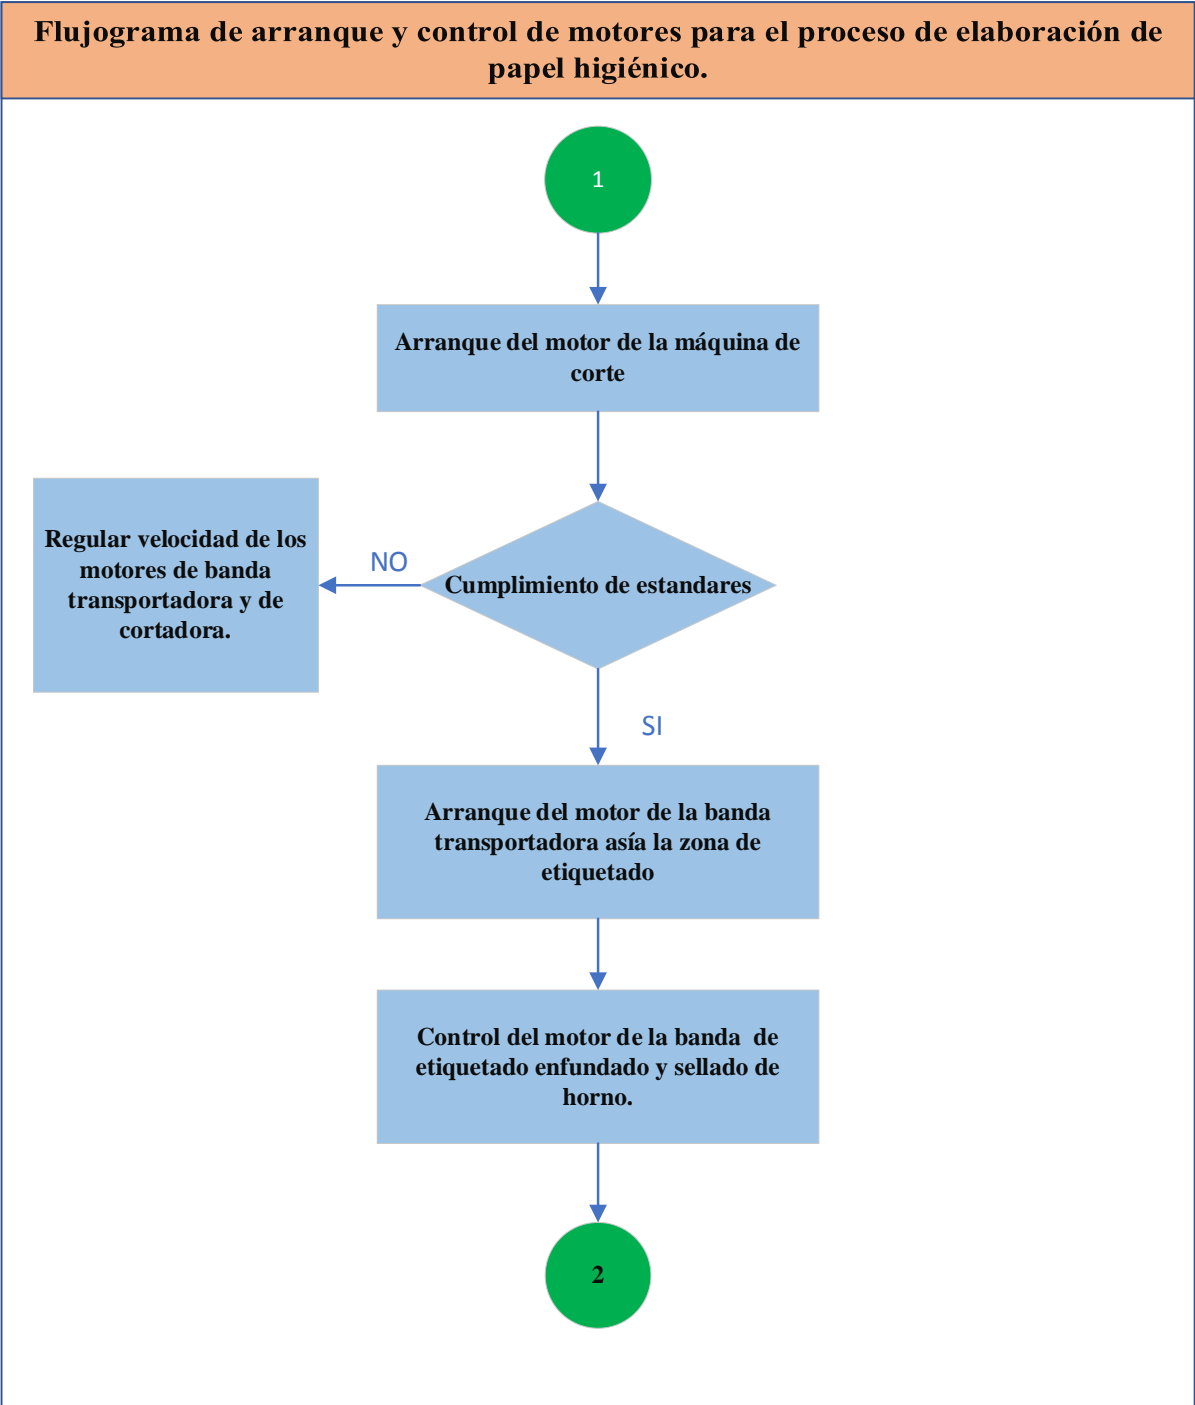 Flujograma de arranque y control de motores para el proceso de elaboración de
papel higiénico.
1
Arranque del motor de la máquina de
corte
Regular velocidad de los
motores de banda
transportadora y de
cortadora.
NO
Cumplimiento de estandares
SI
Arranque del motor de la banda
transportadora asía la zona de
etiquetado
Control del motor de la banda  de
etiquetado enfundado y sellado de
horno.
2